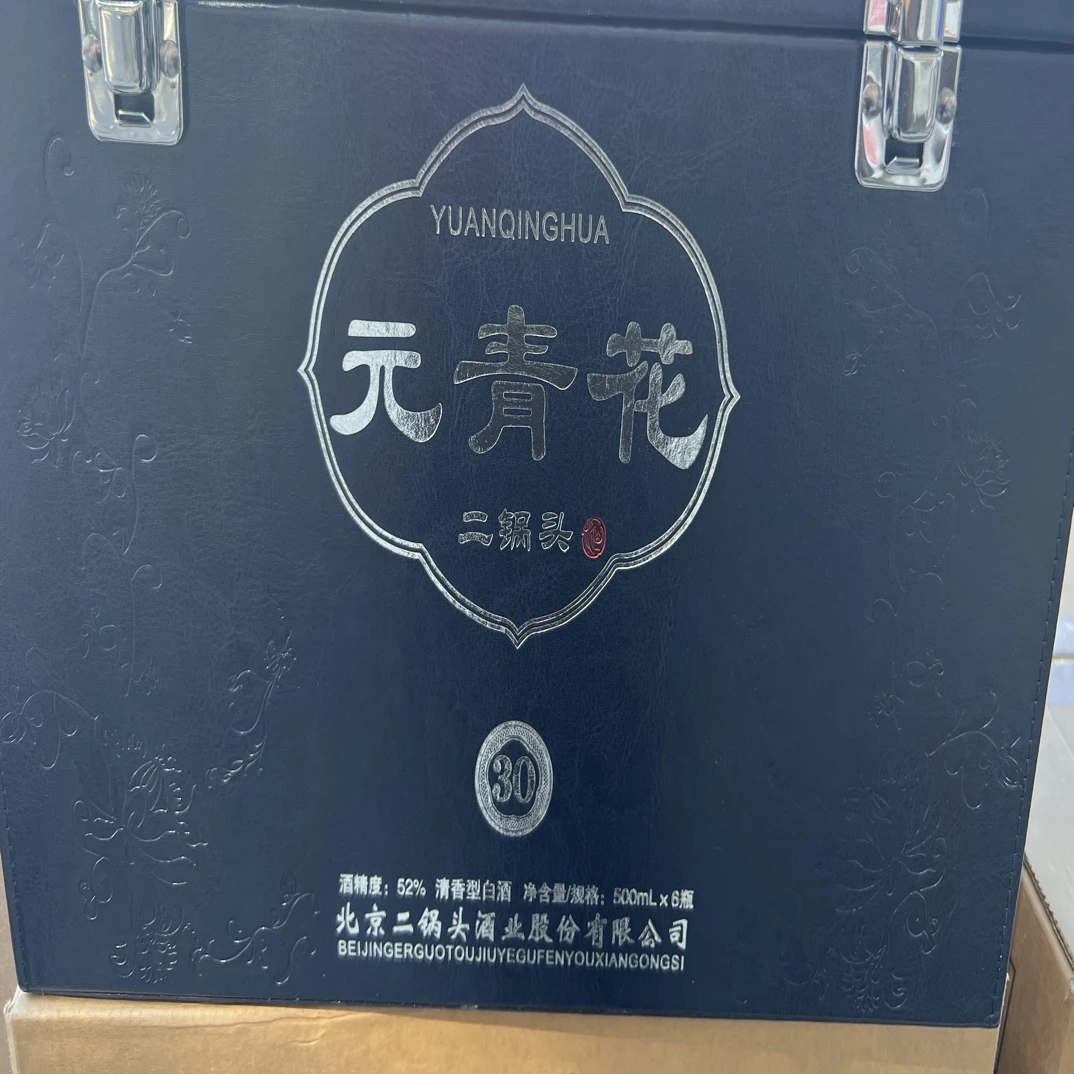 YUANQINGHUA
元青花
二锅头
30
酒精度：52% 清香型白酒 净含量/规格：500mL x 6瓶
北京二锅头酒业股份有限公司
BEIJINGERGUOTOUJIUYEGUFENYOUXIANGONGSI